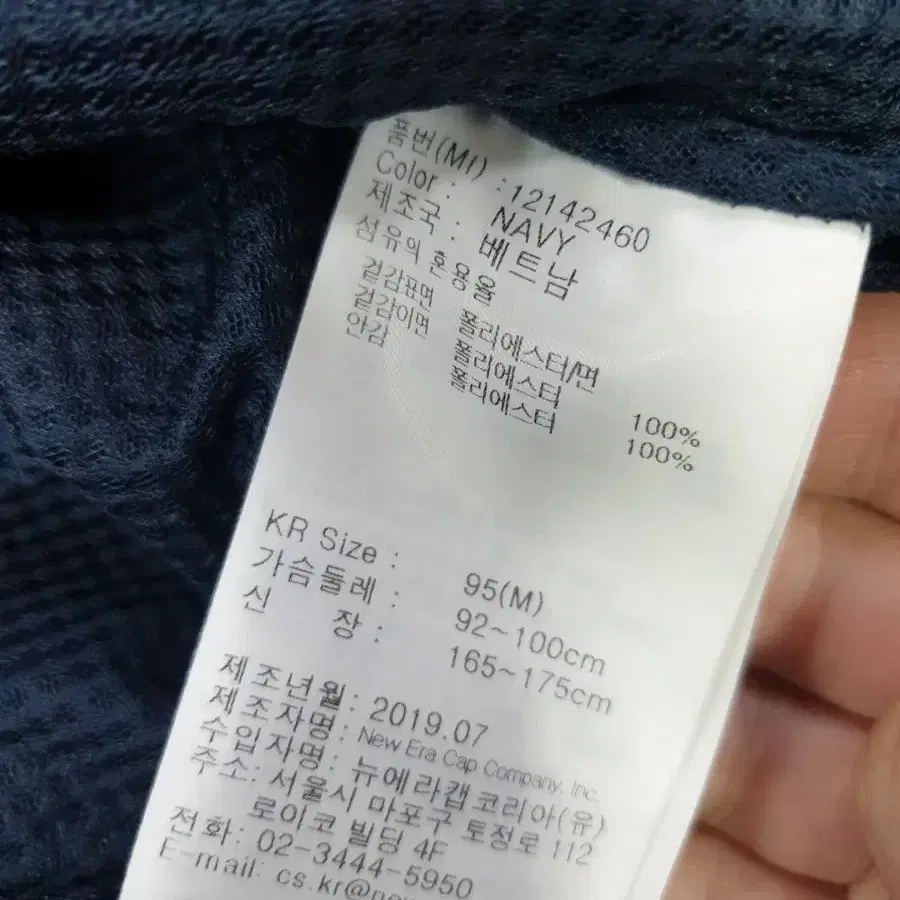 품번(MI) : 12142460
Color : NAVY
제조국 : 베트남
섬유의 혼용율
겉감표면 폴리에스터/면
겉감이면 폴리에스터 100%
안감 폴리에스터 100%
KR Size : 95(M)
가슴둘레 : 92~100cm
신 장 : 165~175cm
제조년월 : 2019.07
제조자명 : New Era Cap Company, Inc.
수입자명 : 뉴에라캡코리아(유)
주소: 서울시 마포구 토정로 112
로이코 빌딩 4F
전화: 02-3444-5950
E-mail: cs.kr@new